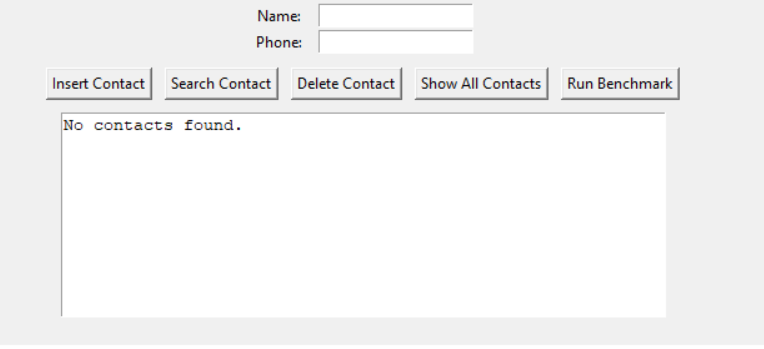 Name:
Phone:
Insert Contact Search Contact Delete Contact Show All Contacts Run Benchmark
No contacts found.